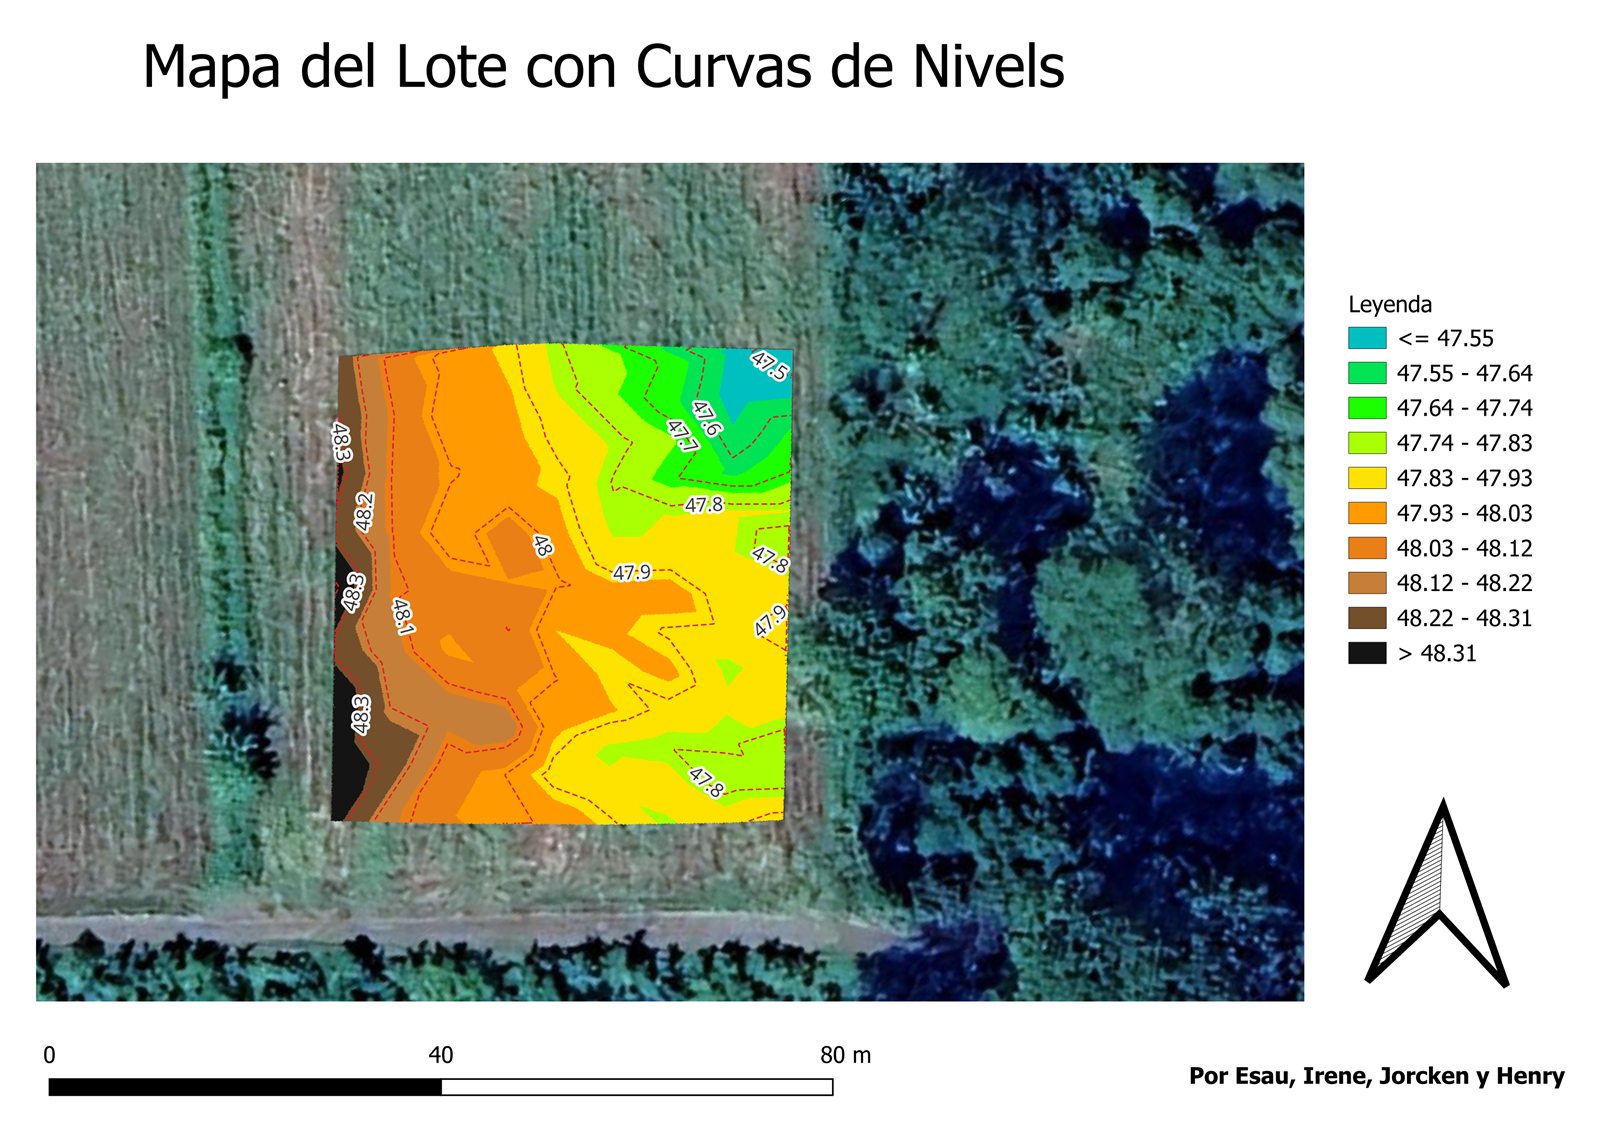 Mapa del Lote con Curvas de Nivels
47.5
47.6
47.7
48.3
48.2
47.8
48
47.8
47.9
48.3
48.1
47.9
48.3
47.8
Leyenda
<= 47.55
47.55 - 47.64
47.64 - 47.74
47.74 - 47.83
47.83 - 47.93
47.93 - 48.03
48.03 - 48.12
48.12 - 48.22
48.22 - 48.31
> 48.31
0 40 80 m
Por Esau, Irene, Jorcken y Henry